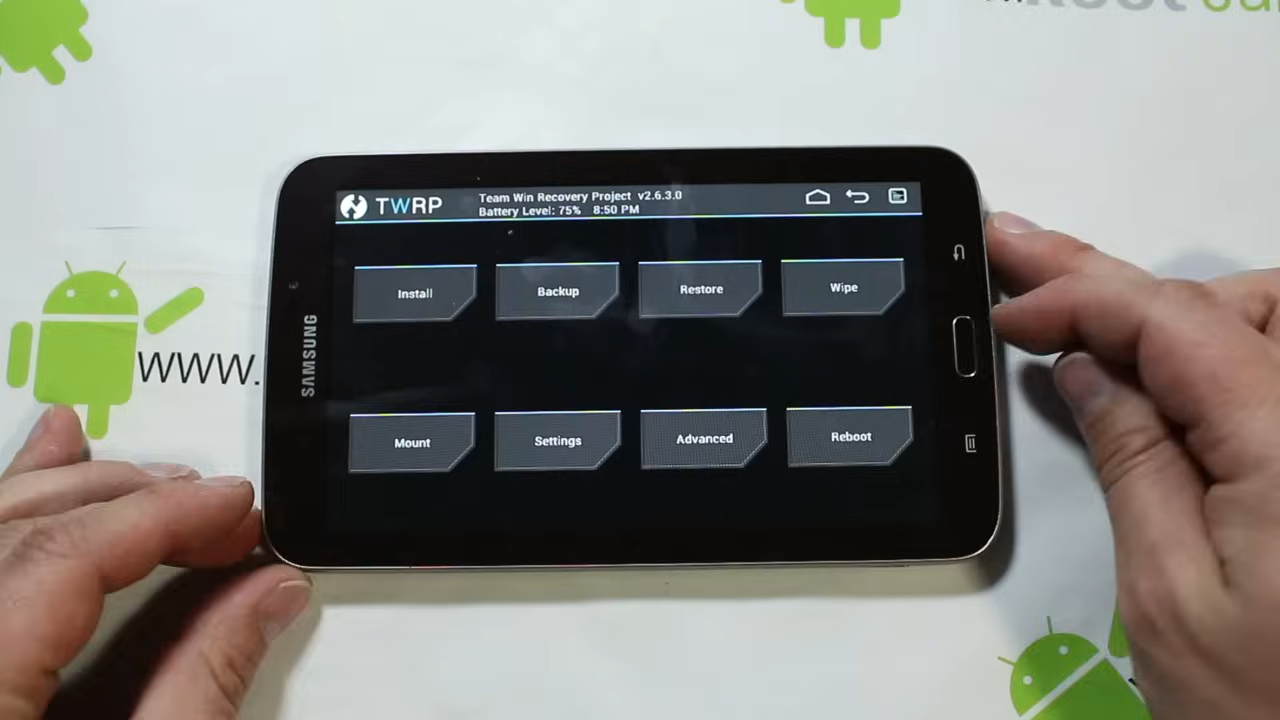 TWRP
Team Win Recovery Project v2.6.3.0
Battery Level: 75% 8:50 PM
Install
Backup
Restore
Wipe
SAMSUNG
www.
Mount
Settings
Advanced
Reboot